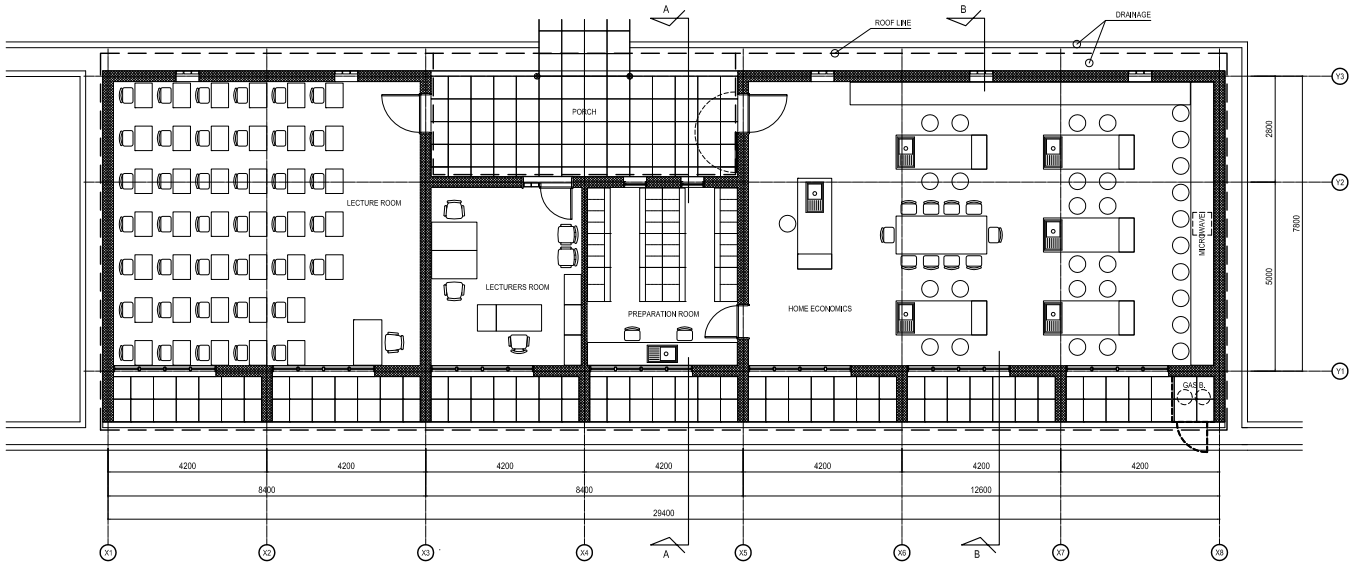 A
B
ROOF LINE
DRAINAGE
Y3
PORCH
2800
Y2
LECTURE ROOM
MICROWAVE
7800
LECTURERS ROOM
PREPARATION ROOM
HOME ECONOMICS
5000
Y1
GAS B.
4200
4200
4200
4200
4200
4200
4200
8400
8400
12600
29400
A
B
X1
X2
X3
X4
X5
X6
X7
X8